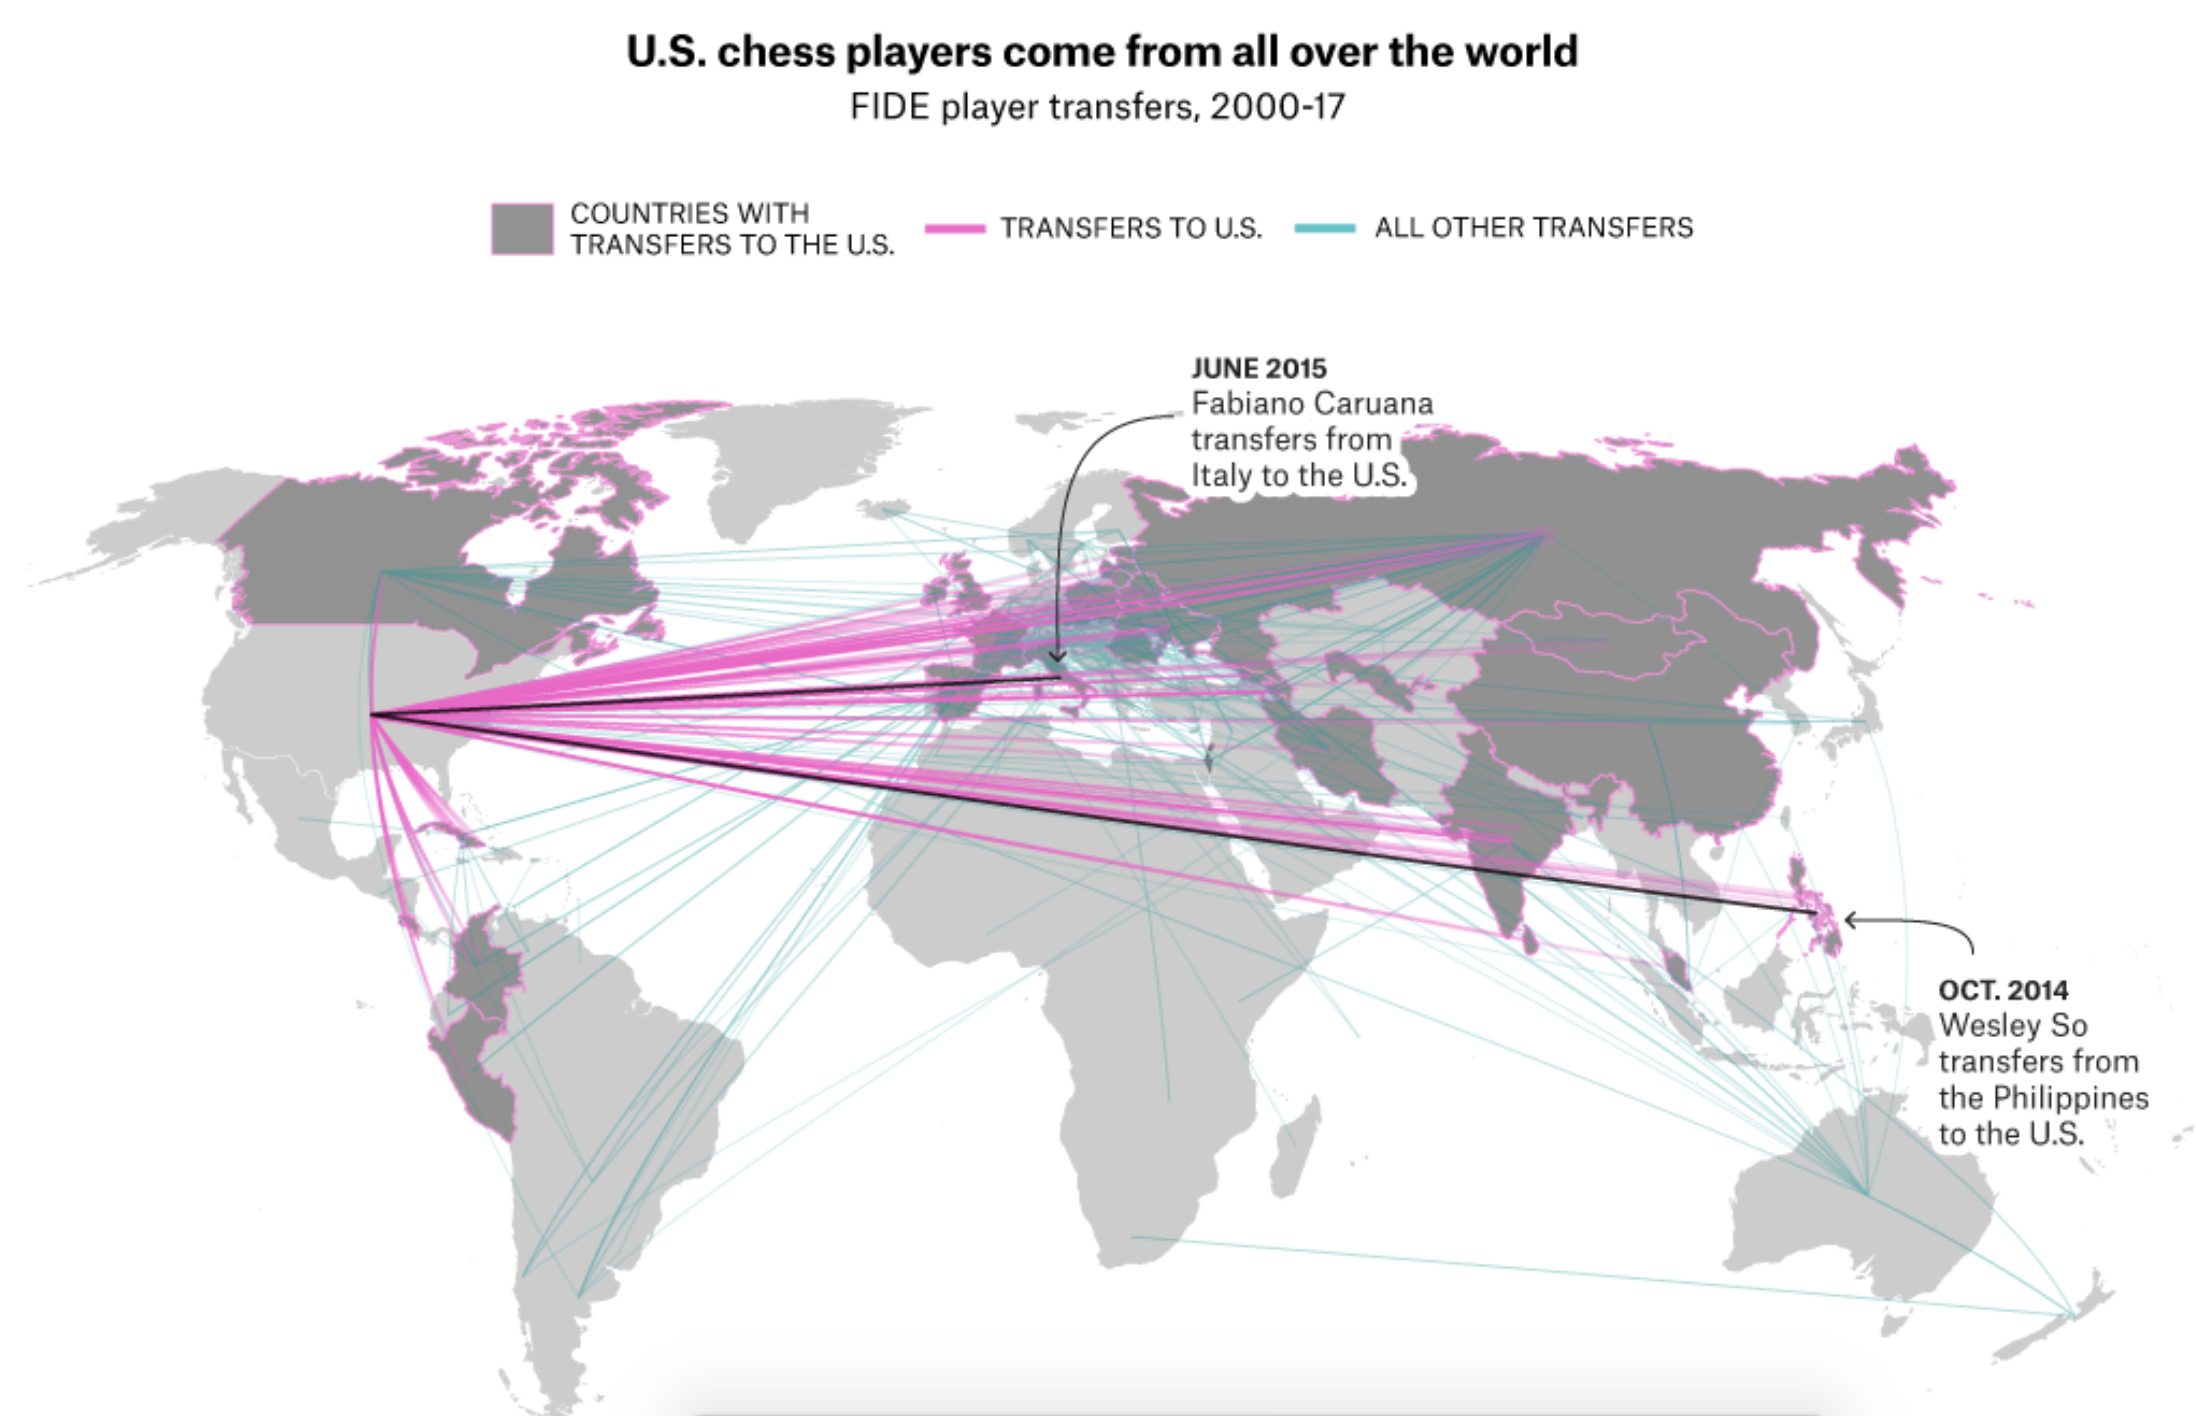 U.S. chess players come from all over the world
FIDE player transfers, 2000-17
COUNTRIES WITH
TRANSFERS TO THE U.S.
TRANSFERS TO U.S.
ALL OTHER TRANSFERS
JUNE 2015
Fabiano Caruana
transfers from
Italy to the U.S.
OCT. 2014
Wesley So
transfers from
the Philippines
to the U.S.